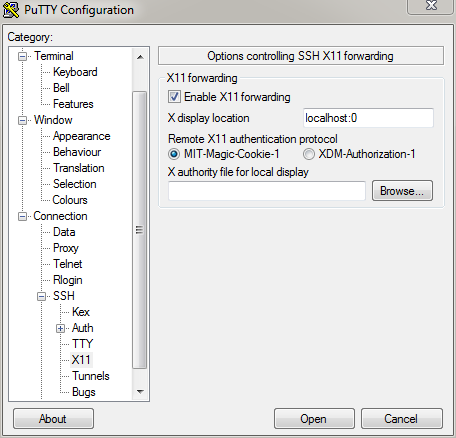 PuTTY Configuration
Category:
Terminal
Keyboard
Bell
Features
Window
Appearance
Behaviour
Translation
Selection
Colours
Connection
Data
Proxy
Telnet
Rlogin
SSH
Kex
Auth
TTY
X11
Tunnels
Bugs
Options controlling SSH X11 forwarding
X11 forwarding
Enable X11 forwarding
X display location localhost:0
Remote X11 authentication protocol
MIT-Magic-Cookie-1 XDM-Authorization-1
X authority file for local display
Browse...
About Open Cancel